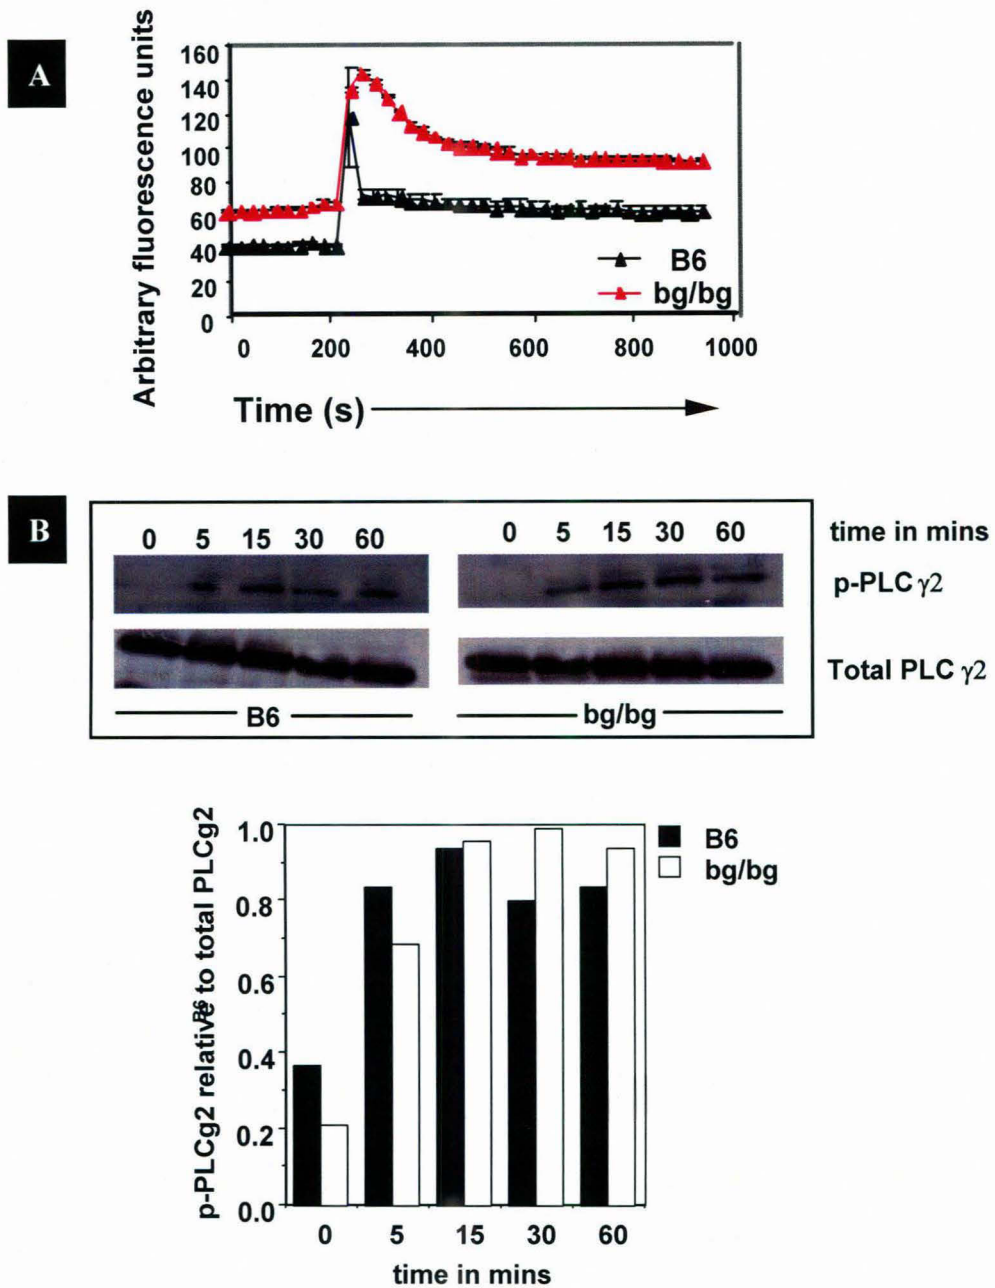 A
Arbitrary fluorescence units
160
140
120
100
80
60
40
20
0
B6
bg/bg
0 200 400 600 800 1000
Time (s)
B
0 5 15 30 60 0 5 15 30 60 time in mins
p-PLC γ2
Total PLC γ2
B6 bg/bg
p-PLCg2 relative to total PLCg2
B6
1.0
0.8
0.6
0.4
0.2
0.0
B6
bg/bg
0 5 15 30 60
time in mins